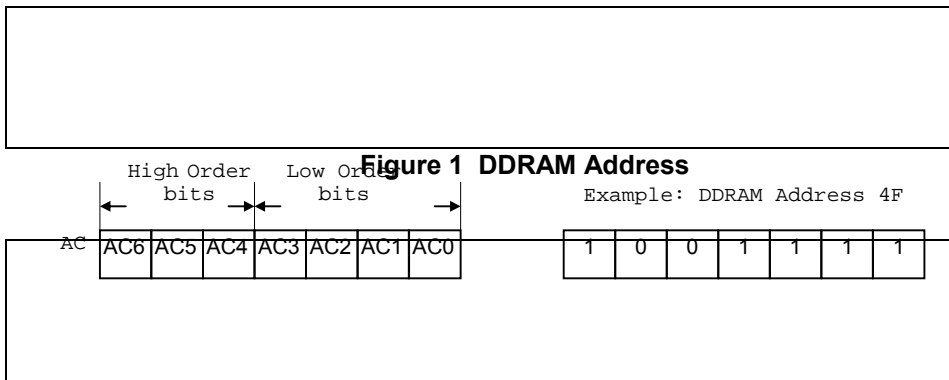 Figure 1 DDRAM Address
High Order bits
Low Order bits
Example: DDRAM Address 4F
AC AC6 AC5 AC4 AC3 AC2 AC1 AC0 1 0 0 1 1 1 1